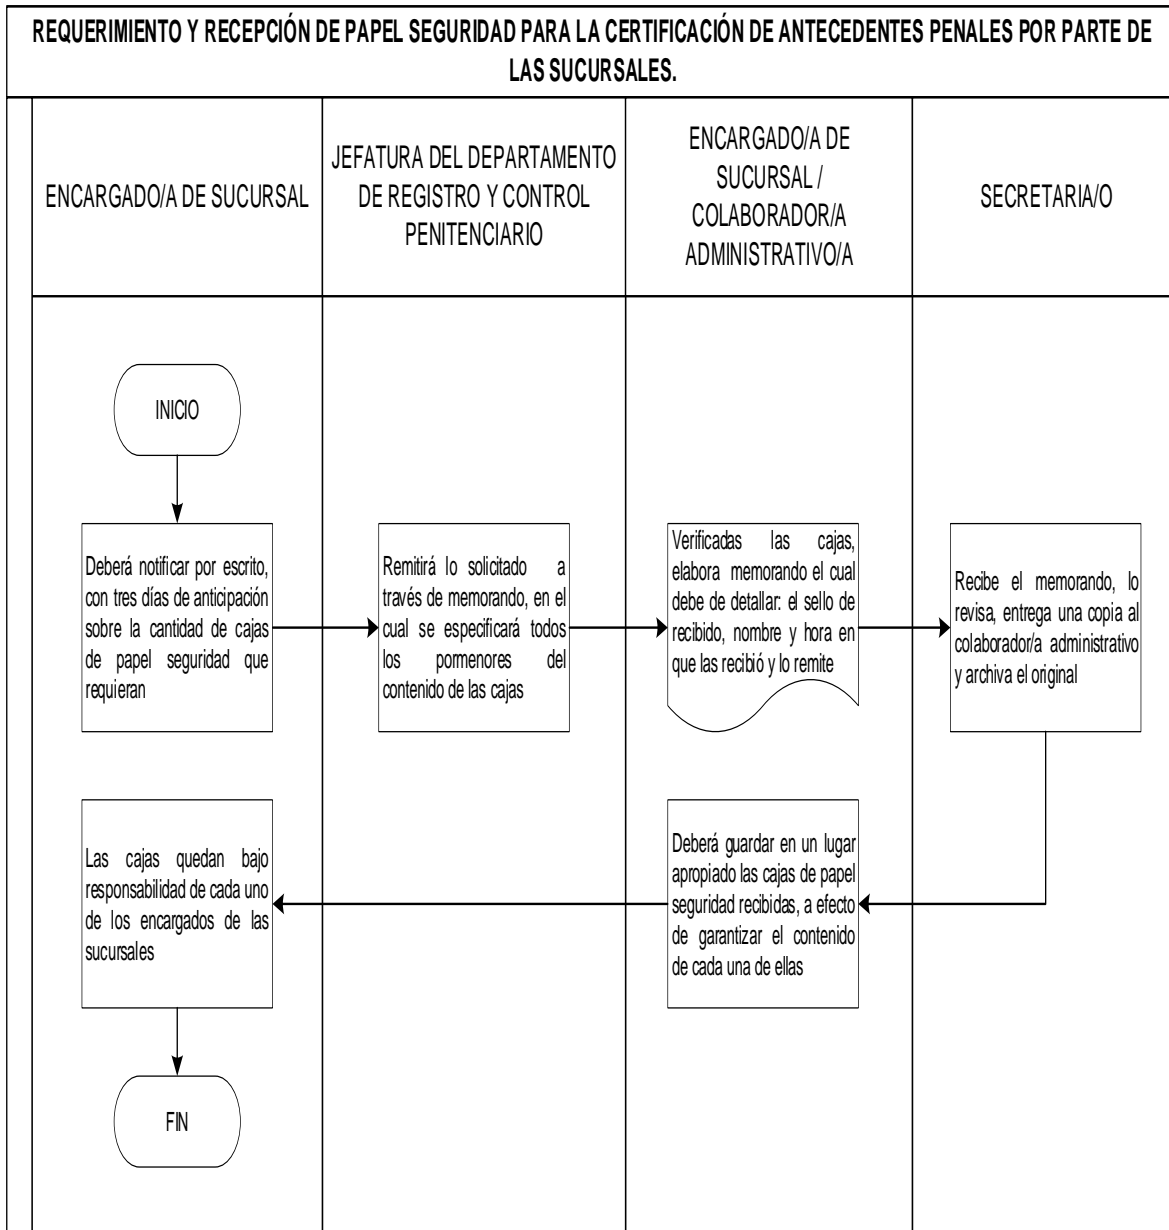 REQUERIMIENTO Y RECEPCIÓN DE PAPEL SEGURIDAD PARA LA CERTIFICACIÓN DE ANTECEDENTES PENALES POR PARTE DE
LAS SUCURSALES.
ENCARGADO/A DE SUCURSAL
JEFATURA DEL DEPARTAMENTO
DE REGISTRO Y CONTROL
PENITENCIARIO
ENCARGADO/A DE
SUCURSAL /
COLABORADOR/A
ADMINISTRATIVO/A
SECRETARIA/O
INICIO
Deberá notificar por escrito,
con tres días de anticipación
sobre la cantidad de cajas
de papel seguridad que
requieran
Remitirá lo solicitado a
través de memorando, en el
cual se especificará todos
los pormenores del
contenido de las cajas
Verificadas las cajas,
elabora memorando el cual
debe de detallar: el sello de
recibido, nombre y hora en
que las recibió y lo remite
Recibe el memorando, lo
revisa, entrega una copia al
colaborador/a administrativo
y archiva el original
Deberá guardar en un lugar
apropiado las cajas de papel
seguridad recibidas, a efecto
de garantizar el contenido
de cada una de ellas
Las cajas quedan bajo
responsabilidad de cada uno
de los encargados de las
sucursales
FIN